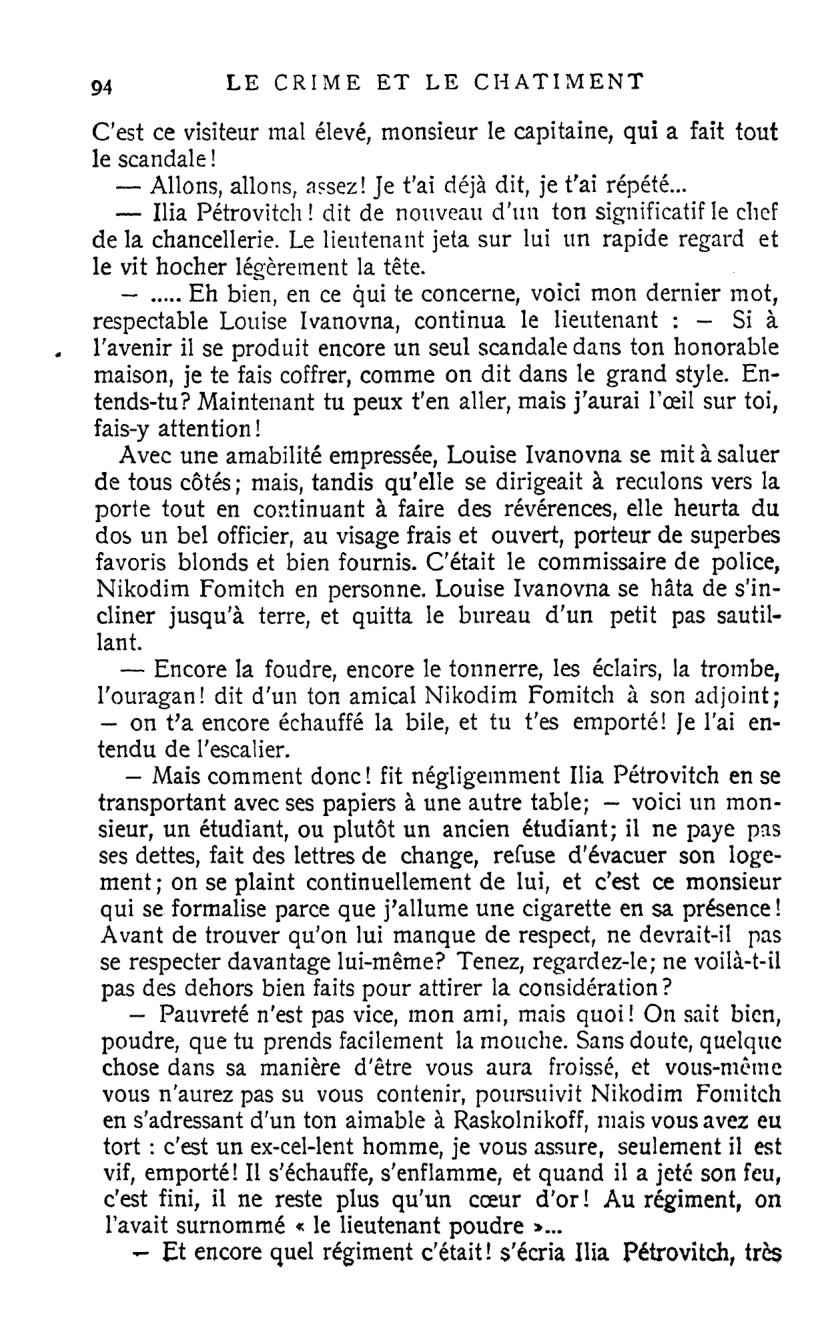 94 LE CRIME ET LE CHATIMENT
C'est ce visiteur mal élevé, monsieur le capitaine, qui a fait tout
le scandale !
— Allons, allons, assez! Je t'ai déjà dit, je t'ai répété...
— Ilia Pétrovitch ! dit de nouveau d'un ton significatif le chef
de la chancellerie. Le lieutenant jeta sur lui un rapide regard et
le vit hocher légèrement la tête.
— ..... Eh bien, en ce qui te concerne, voici mon dernier mot,
respectable Louise Ivanovna, continua le lieutenant : — Si à
l'avenir il se produit encore un seul scandale dans ton honorable
maison, je te fais coffrer, comme on dit dans le grand style. En-
tends-tu? Maintenant tu peux t'en aller, mais j'aurai l'œil sur toi,
fais-y attention !
Avec une amabilité empressée, Louise Ivanovna se mit à saluer
de tous côtés ; mais, tandis qu'elle se dirigeait à reculons vers la
porte tout en continuant à faire des révérences, elle heurta du
dos un bel officier, au visage frais et ouvert, porteur de superbes
favoris blonds et bien fournis. C'était le commissaire de police,
Nikodim Fomitch en personne. Louise Ivanovna se hâta de s'in-
cliner jusqu'à terre, et quitta le bureau d'un petit pas sautil-
lant.
— Encore la foudre, encore le tonnerre, les éclairs, la trombe,
l'ouragan! dit d'un ton amical Nikodim Fomitch à son adjoint;
— on t'a encore échauffé la bile, et tu t'es emporté! Je l'ai en-
tendu de l'escalier.
— Mais comment donc! fit négligemment Ilia Pétrovitch en se
transportant avec ses papiers à une autre table; — voici un mon-
sieur, un étudiant, ou plutôt un ancien étudiant; il ne paye pas
ses dettes, fait des lettres de change, refuse d'évacuer son loge-
ment ; on se plaint continuellement de lui, et c'est ce monsieur
qui se formalise parce que j'allume une cigarette en sa présence !
Avant de trouver qu'on lui manque de respect, ne devrait-il pas
se respecter davantage lui-même? Tenez, regardez-le; ne voilà-t-il
pas des dehors bien faits pour attirer la considération ?
— Pauvreté n'est pas vice, mon ami, mais quoi! On sait bien,
poudre, que tu prends facilement la mouche. Sans doute, quelque
chose dans sa manière d'être vous aura froissé, et vous-même
vous n'aurez pas su vous contenir, poursuivit Nikodim Fomitch
en s'adressant d'un ton aimable à Raskolnikoff, mais vous avez eu
tort : c'est un ex-cel-lent homme, je vous assure, seulement il est
vif, emporté! Il s'échauffe, s'enflamme, et quand il a jeté son feu,
c'est fini, il ne reste plus qu'un cœur d'or! Au régiment, on
l'avait surnommé « le lieutenant poudre »...
— Et encore quel régiment c'était! s'écria Ilia Pétrovitch, très